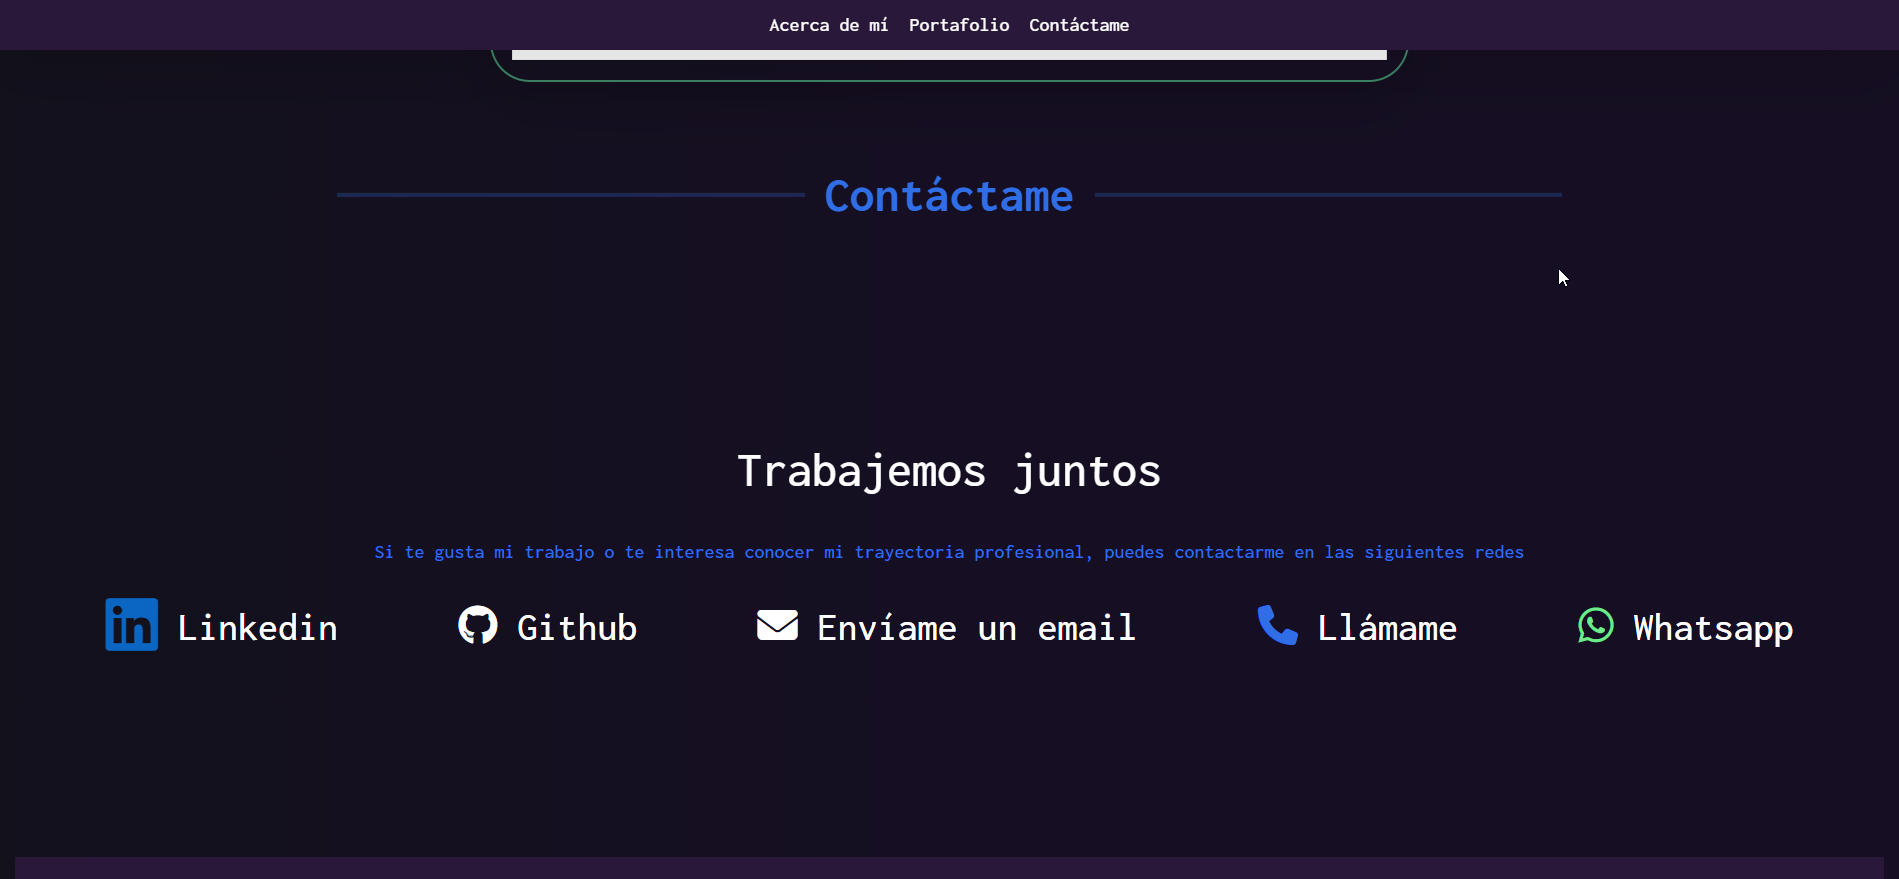 Acerca de mí Portafolio Contáctame
Contáctame
Trabajemos juntos
Si te gusta mi trabajo o te interesa conocer mi trayectoria profesional, puedes contactarme en las siguientes redes
in Linkedin Github Envíame un email Llámame Whatsapp